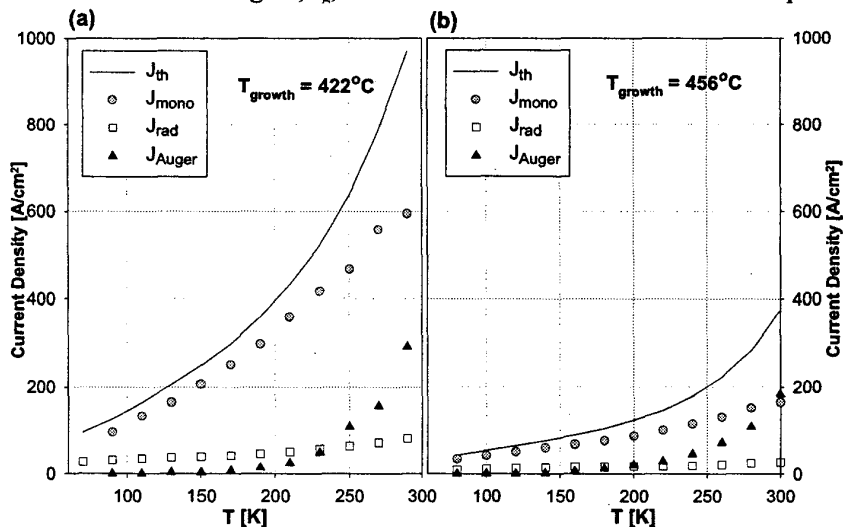 (a)
(b)
1000
800
600
400
200
0
Current Density [A/cm²]
J_th
J_mono
J_rad
J_Auger
T_growth = 422°C
100
150
200
250
300
T [K]
J_th
J_mono
J_rad
J_Auger
T_growth = 456°C
100
150
200
250
300
T [K]
1000
800
600
400
200
0
Current Density [A/cm²]